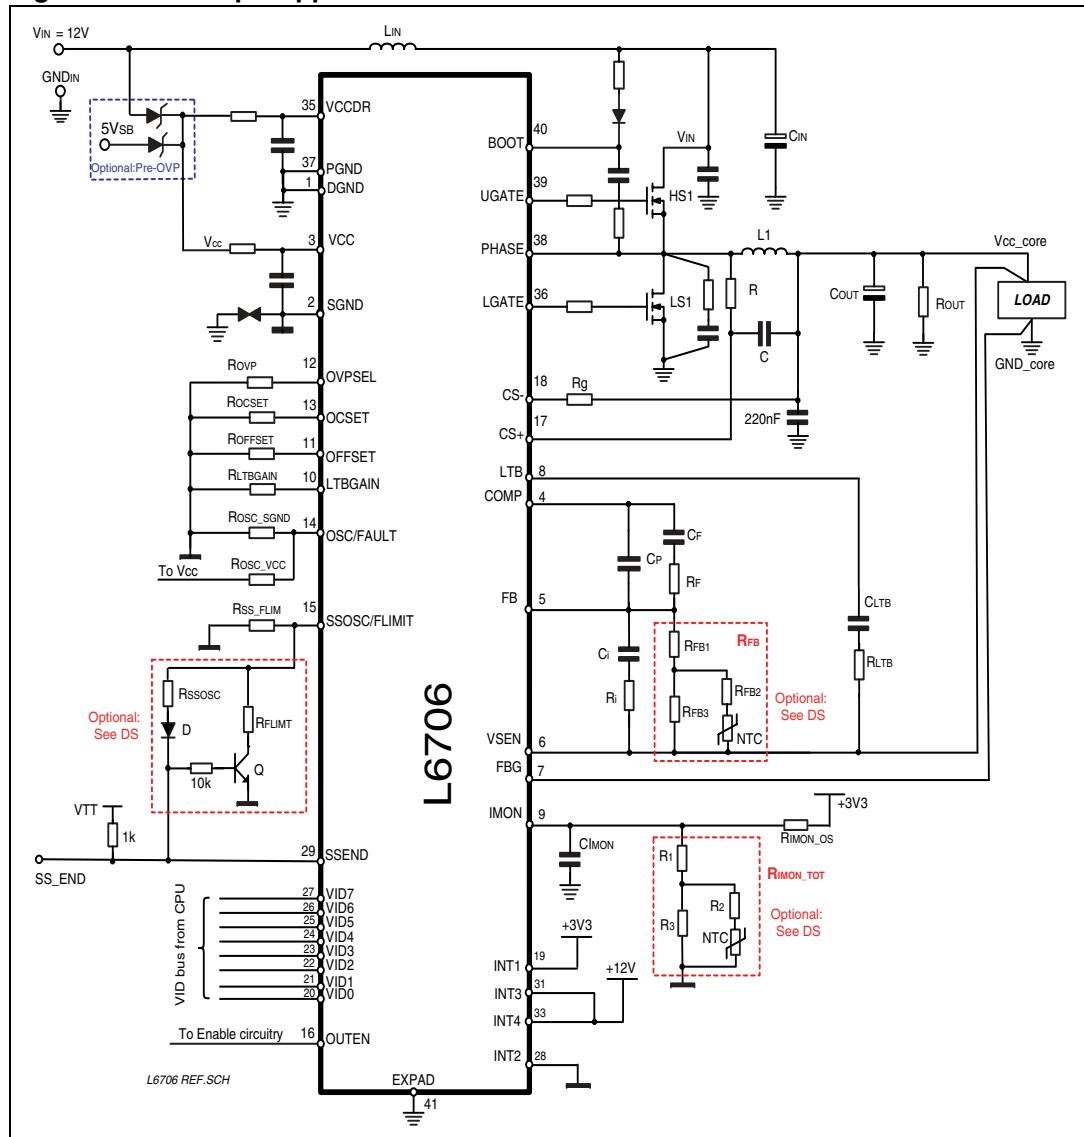 VIN = 12V
LIN
GNDIN
5VSB
Optional:Pre-OVP
35
VCCDR
37
PGND
1
DGND
Vcc
3
VCC
2
SGND
ROVP
12
OVPSEL
ROCSET
13
OCSET
ROFFSET
11
OFFSET
RLTBGAIN
10
LTBGAIN
ROSC_SGND
14
OSC/FAULT
To Vcc
ROSC_VCC
RSS_FLIM
15
SSOSC/FLIMIT
Optional:
See DS
RSSOSC
D
RFLIMT
10k
Q
VTT
1k
SS_END
29
SSEND
VID bus from CPU
27
VID7
26
VID6
25
VID5
24
VID4
23
VID3
22
VID2
21
VID1
20
VID0
To Enable circuitry
16
OUTEN
L6706 REF.SCH
EXPAD
41
L6706
BOOT
40
VIN
CIN
UGATE
39
HS1
PHASE
38
L1
Vcc_core
LGATE
36
LS1
R
C
COUT
ROUT
LOAD
GND_core
CS-
18
Rg
220nF
CS+
17
LTB
8
COMP
4
CF
CP
RF
FB
5
CLTB
RLTB
Ci
Ri
RFB1
RFB
RFB2
RFB3
NTC
Optional:
See DS
VSEN
6
FBG
7
IMON
9
+3V3
RIMON_OS
CIMON
R1
RIMON_TOT
R2
R3
NTC
Optional:
See DS
+3V3
INT1
19
+12V
INT3
31
INT4
33
INT2
28